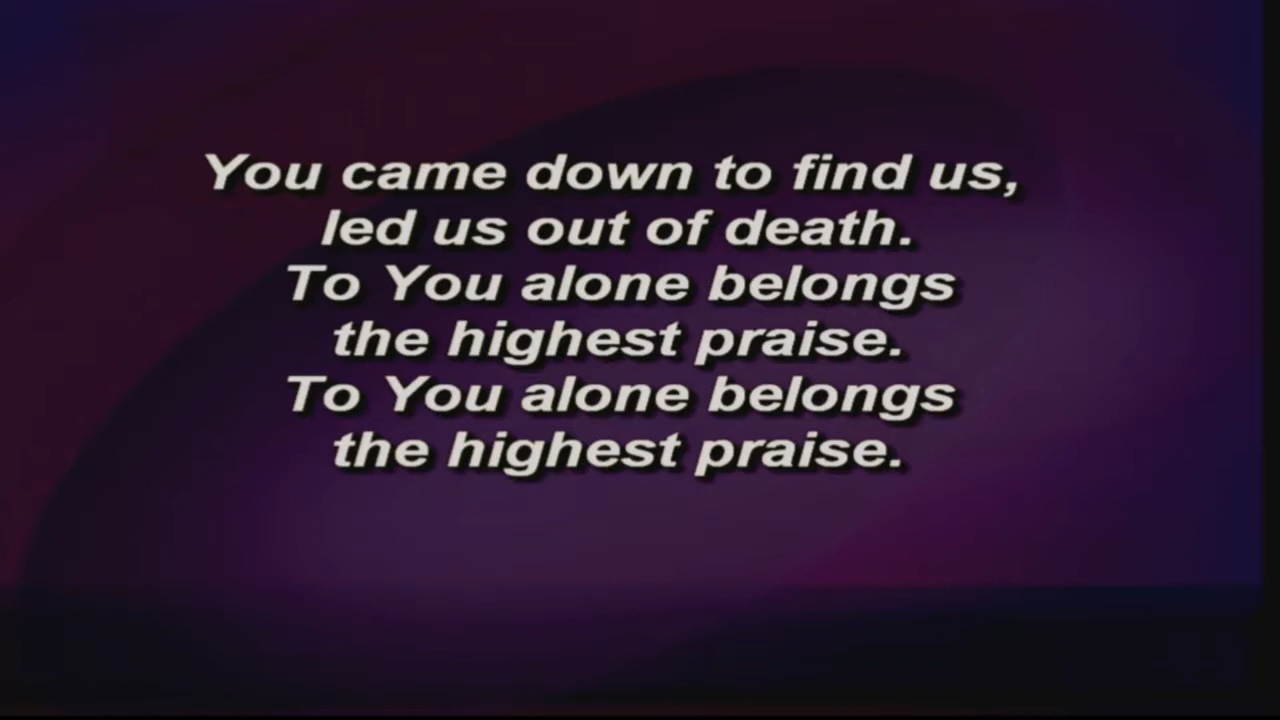 You came down to find us,
led us out of death.
To You alone belongs
the highest praise.
To You alone belongs
the highest praise.